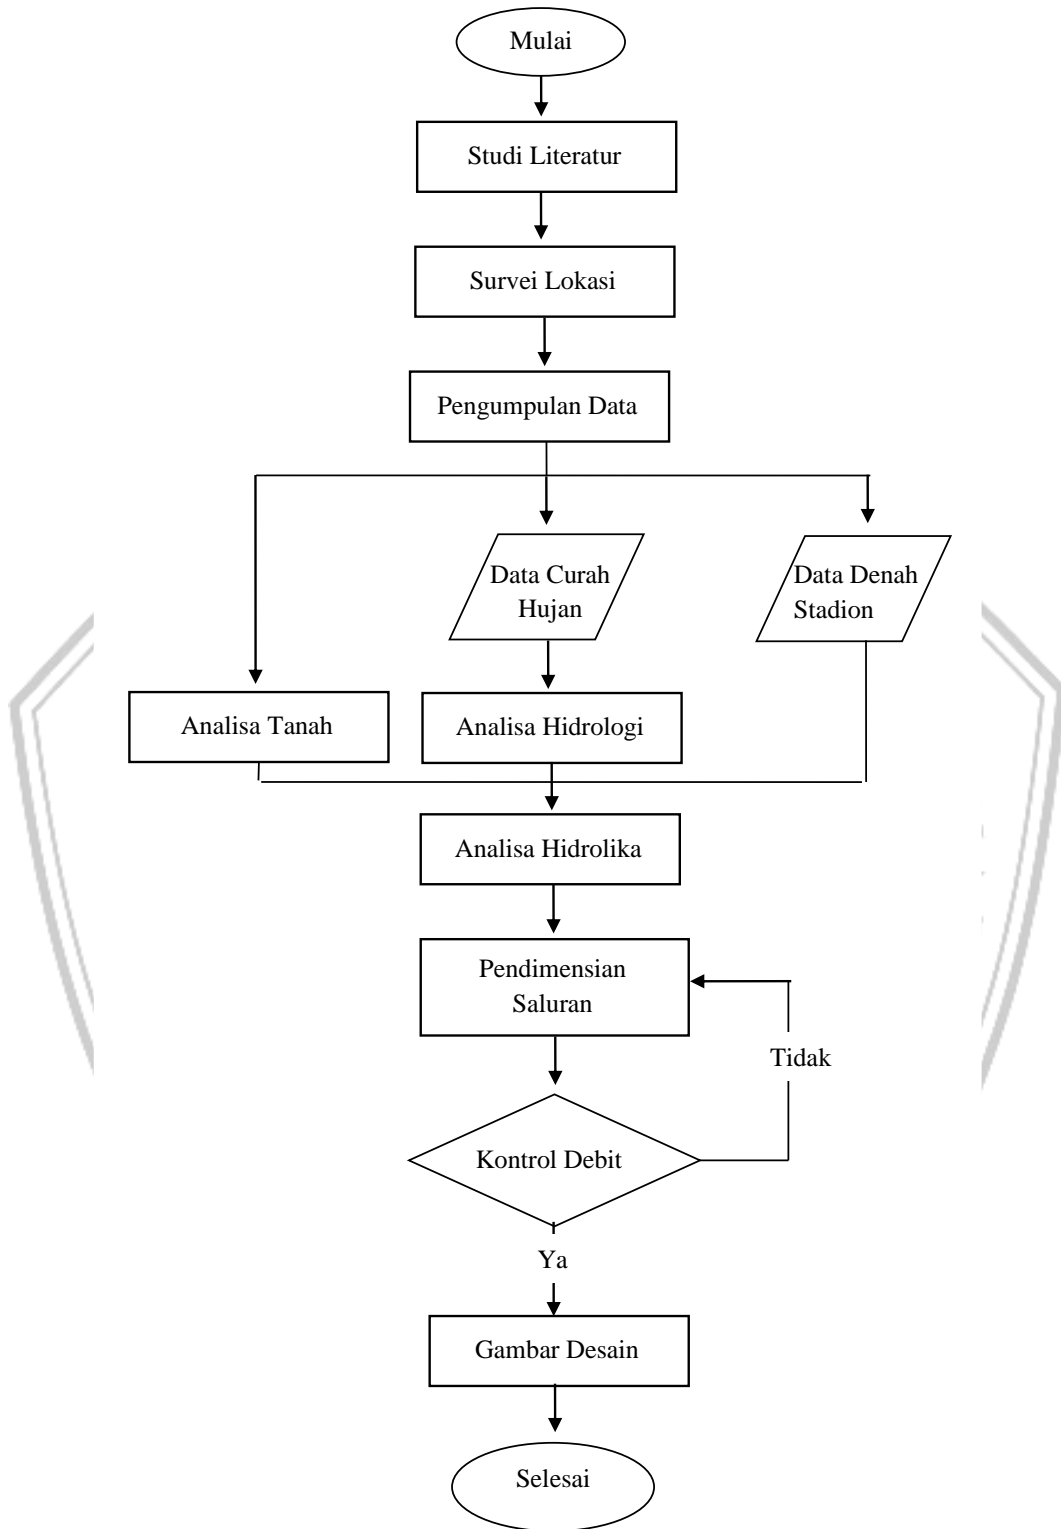 Mulai
Studi Literatur
Survei Lokasi
Pengumpulan Data
Data Curah
Hujan
Data Denah
Stadion
Analisa Tanah
Analisa Hidrologi
Analisa Hidrolika
Pendimensian
Saluran
Tidak
Kontrol Debit
Ya
Gambar Desain
Selesai